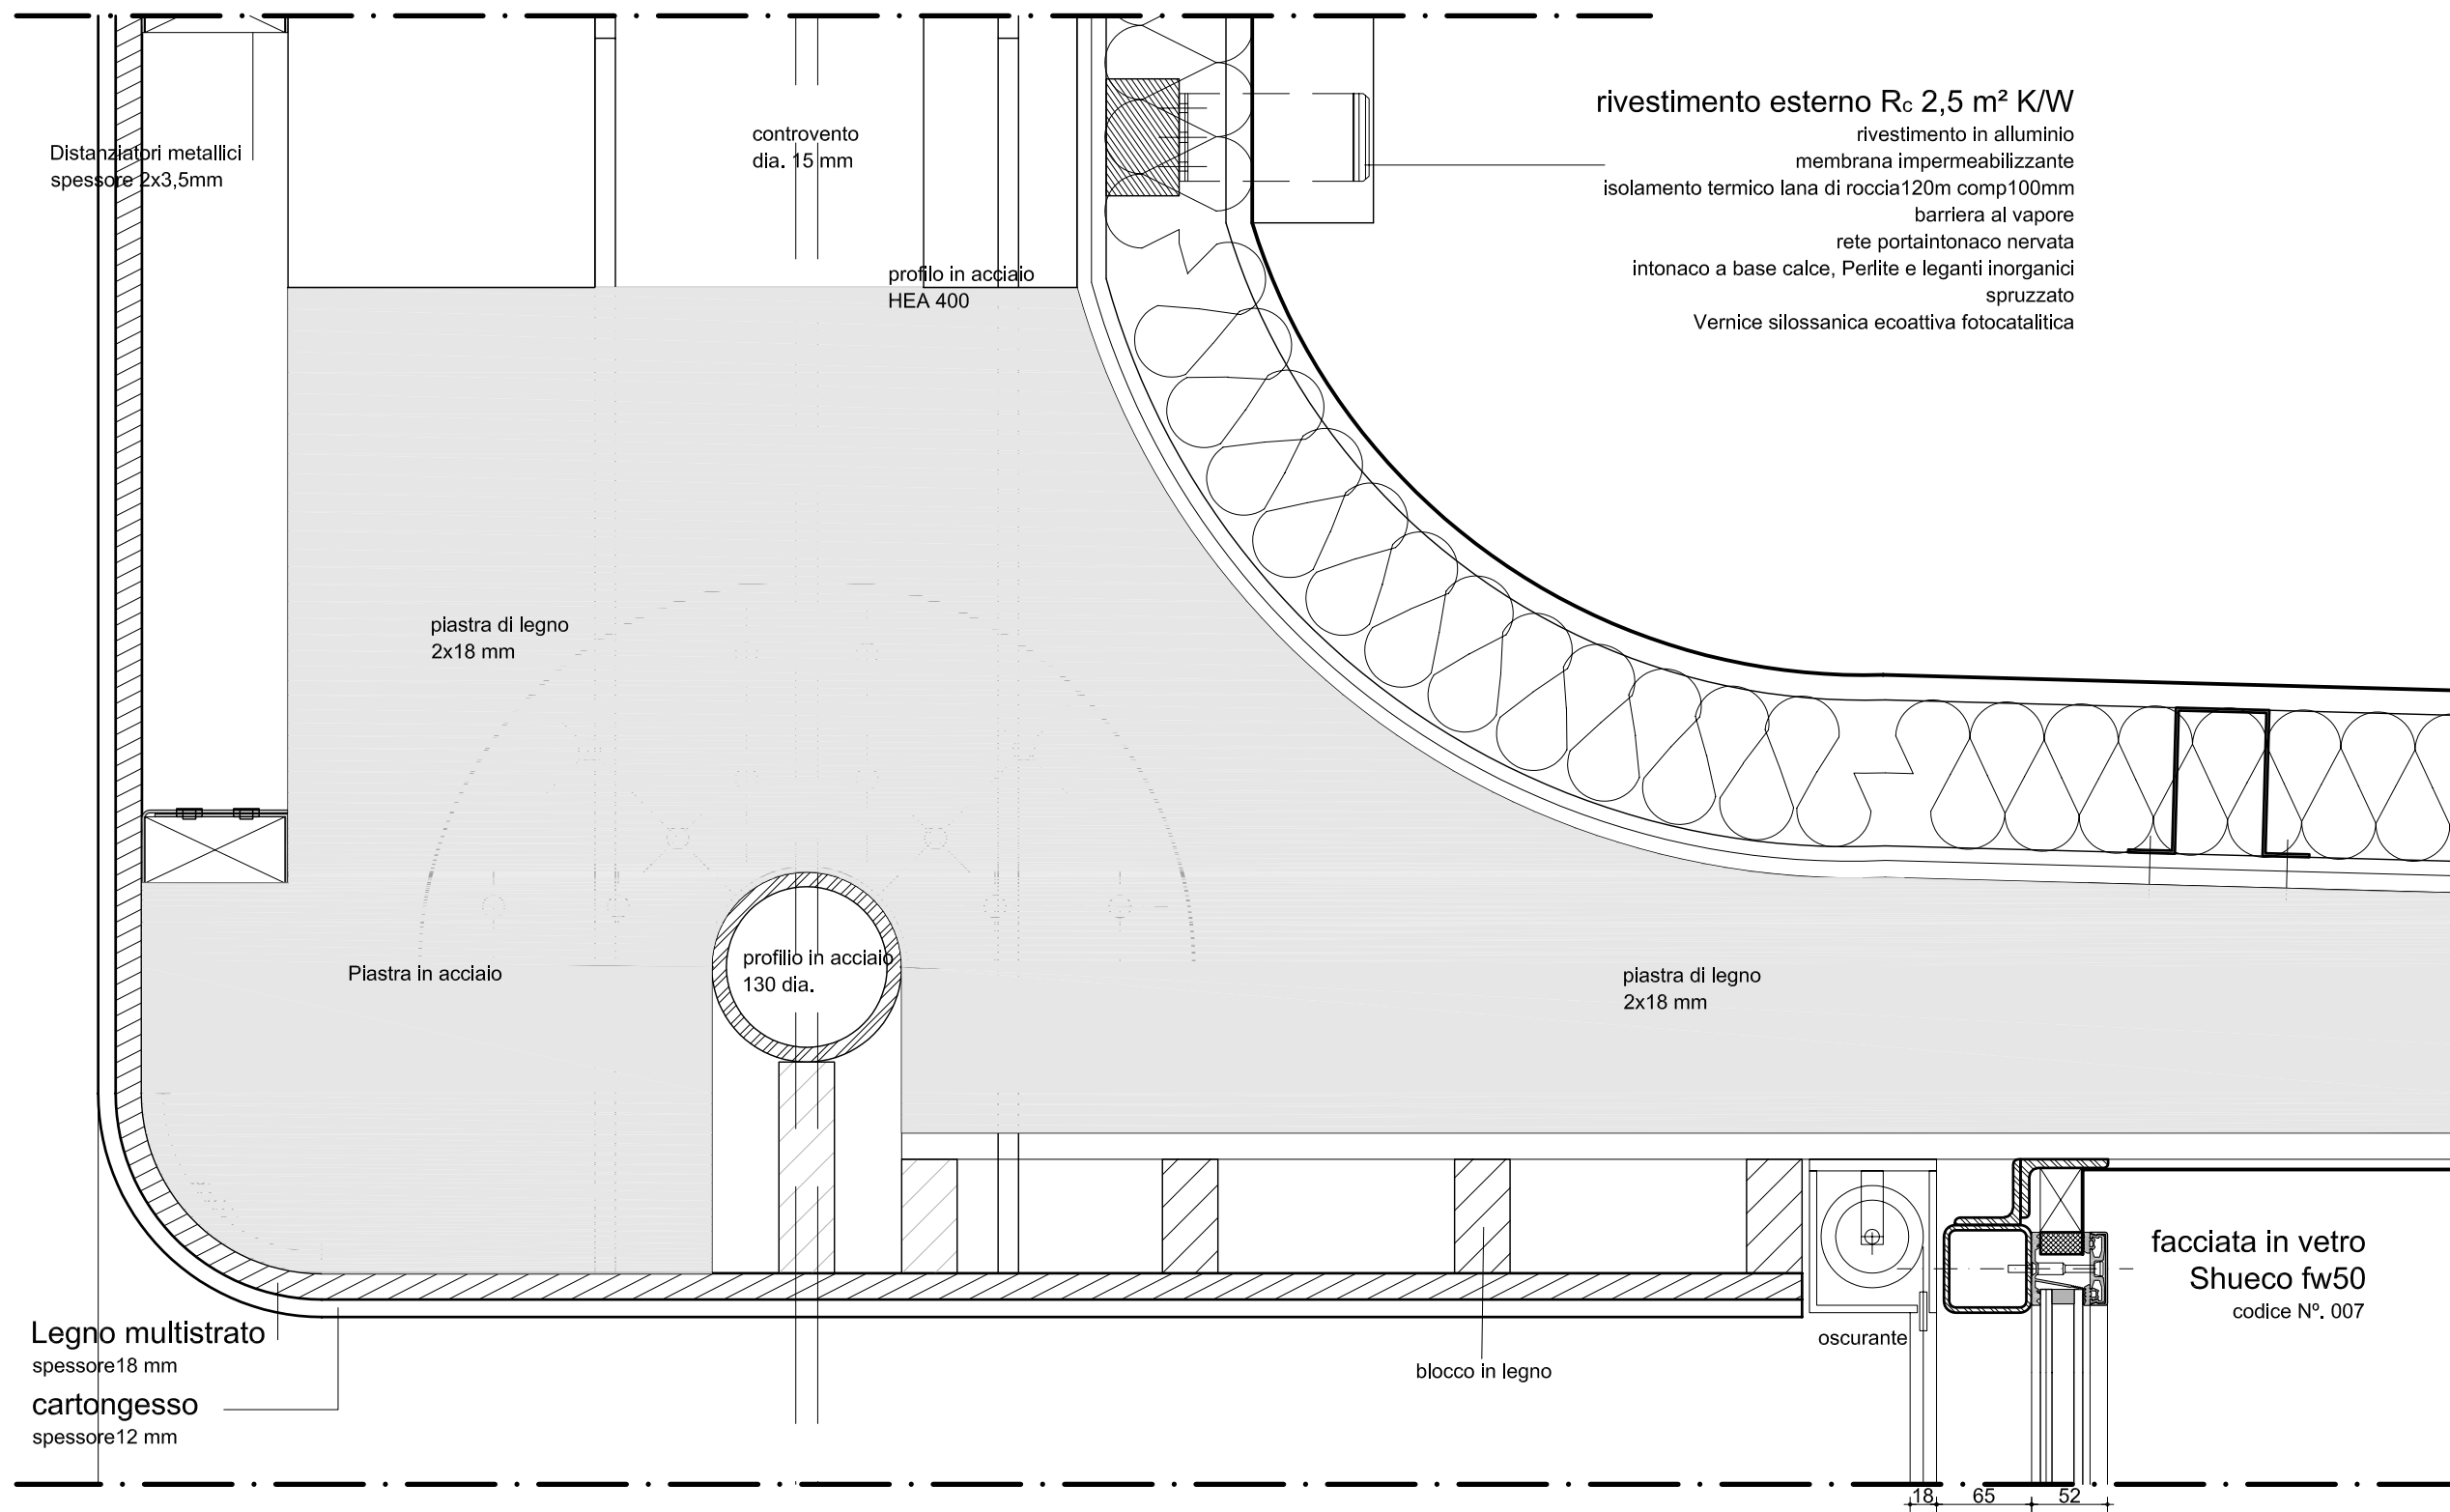 Distanziatori metallici
spessore 2x3,5mm
controvento
dia. 15 mm
profilo in acciaio
HEA 400
rivestimento esterno Rc 2,5 m² K/W
rivestimento in alluminio
membrana impermeabilizzante
isolamento termico lana di roccia120m comp100mm
barriera al vapore
rete portaintonaco nervata
intonaco a base calce, Perlite e leganti inorganici
spruzzato
Vernice silossanica ecoattiva fotocatalitica
piastra di legno
2x18 mm
Piastra in acciaio
profilio in acciaio
130 dia.
piastra di legno
2x18 mm
facciata in vetro
Shueco fw50
codice Nº. 007
oscurante
blocco in legno
Legno multistrato
spessore18 mm
cartongesso
spessore12 mm
18 65 52